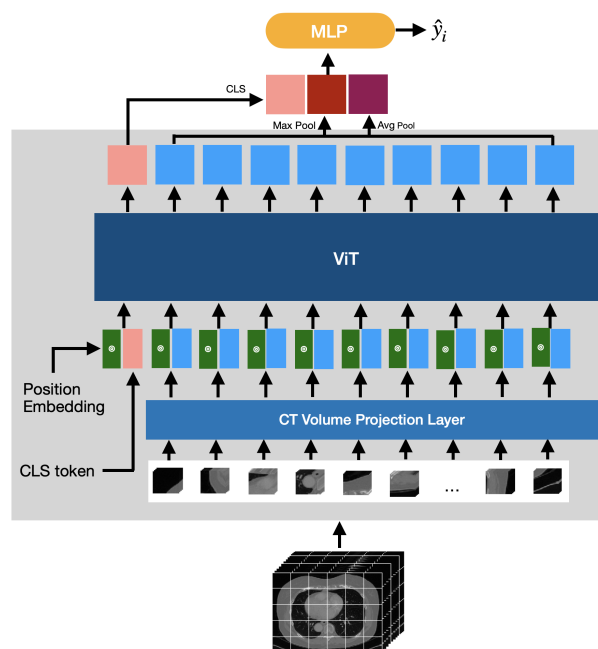 MLP
ŷᵢ
CLS
Max Pool
Avg Pool
ViT
Position
Embedding
CT Volume Projection Layer
CLS token
...